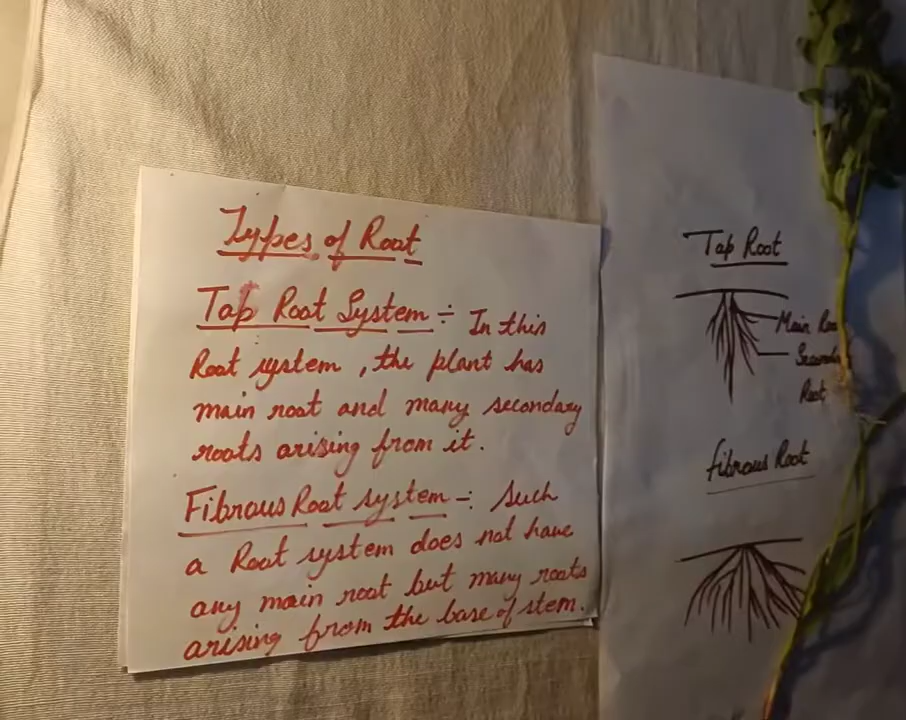 Types of Root
Tap Root System ÷ In this
Root system, the plant has
main root and many secondary
roots arising from it.
Fibrous Root system -: Such
a Root system does not have
any main root but many roots
arising from the base of stem.
Tap Root
Main
Root
fibrous Root